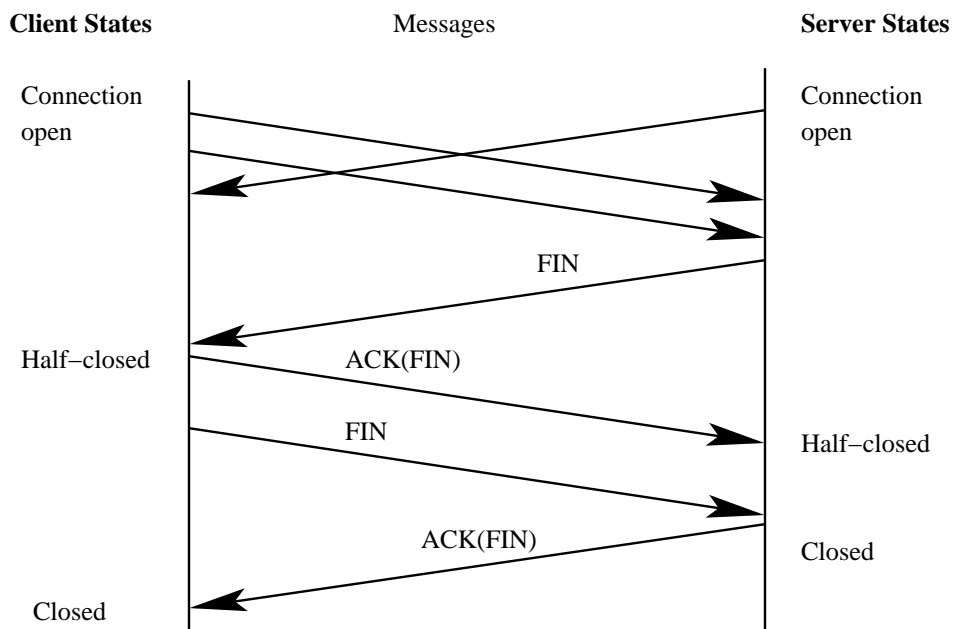 Client States
Messages
Server States
Connection
open
Connection
open
FIN
Half−closed
ACK(FIN)
FIN
Half−closed
ACK(FIN)
Closed
Closed